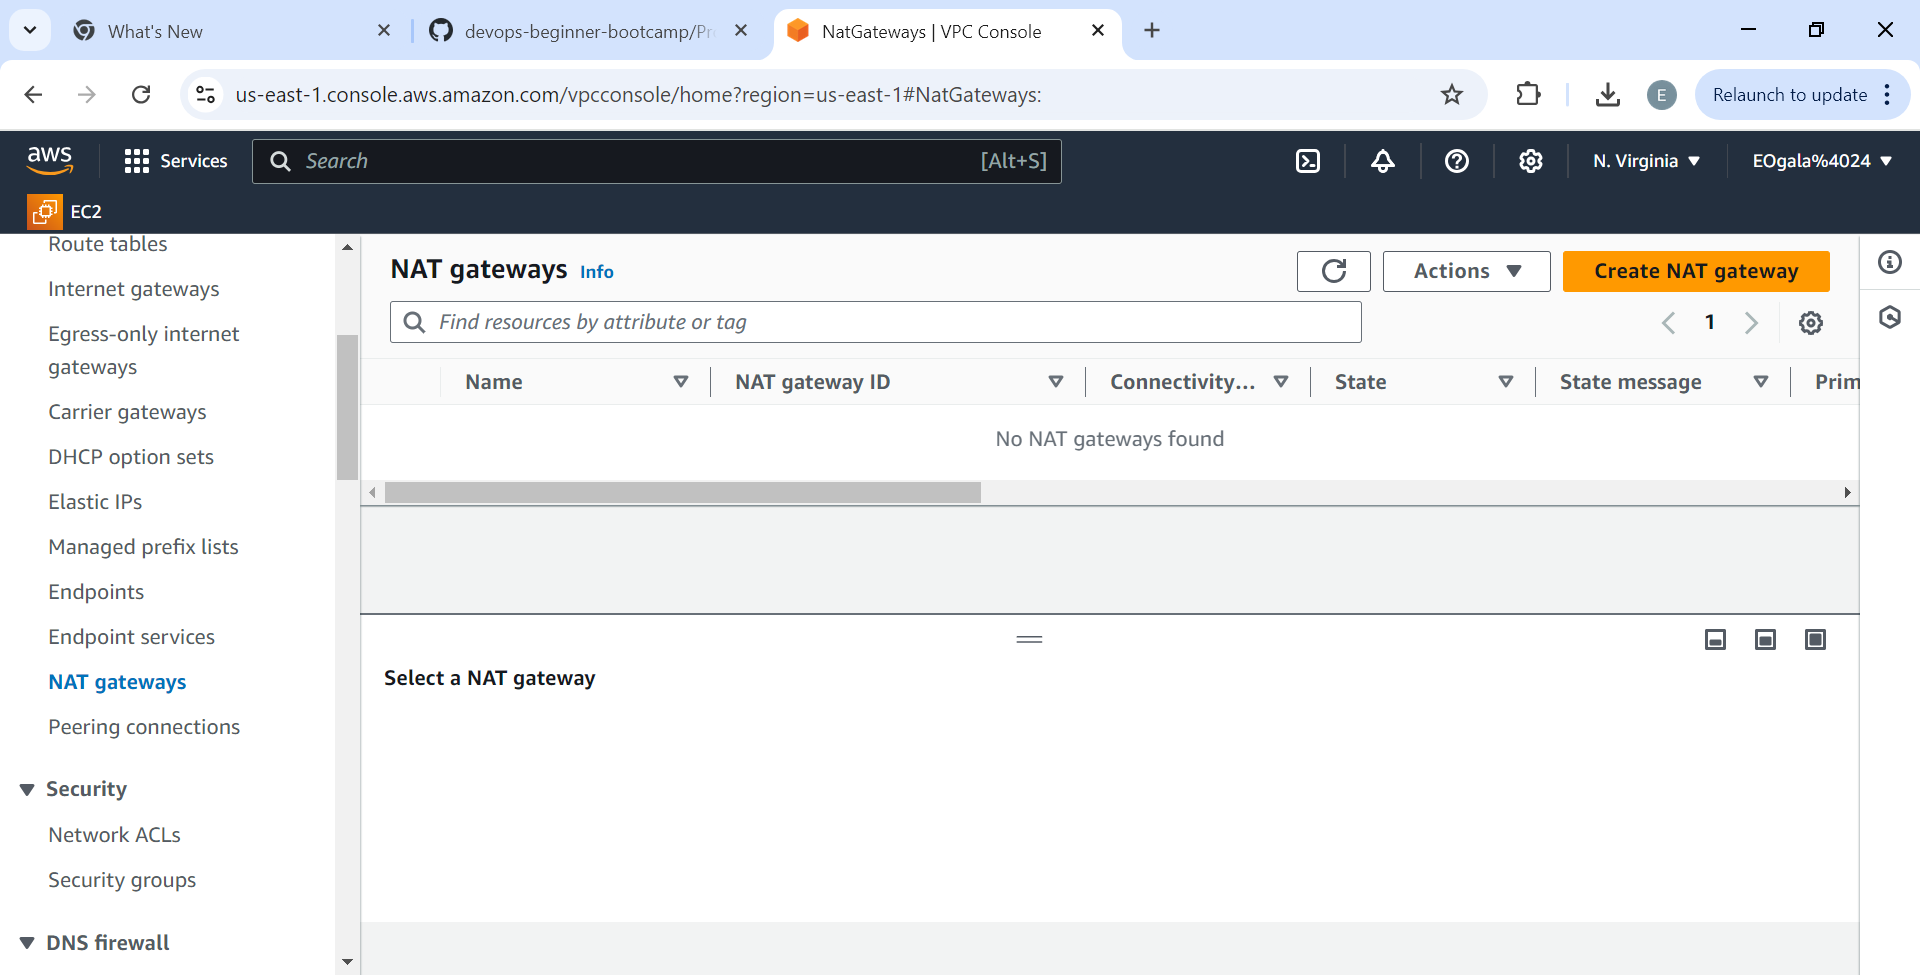 What's New
devops-beginner-bootcamp/Pro
NatGateways | VPC Console
us-east-1.console.aws.amazon.com/vpcconsole/home?region=us-east-1#NatGateways:
E
Relaunch to update
aws
Services
Search
[Alt+S]
N. Virginia
EOgala%4024
EC2
Route tables
Internet gateways
Egress-only internet
gateways
Carrier gateways
DHCP option sets
Elastic IPs
Managed prefix lists
Endpoints
Endpoint services
NAT gateways
Peering connections
Security
Network ACLs
Security groups
DNS firewall
NAT gateways Info
Actions
Create NAT gateway
Find resources by attribute or tag
1
Name
NAT gateway ID
Connectivity...
State
State message
Prim
No NAT gateways found
Select a NAT gateway